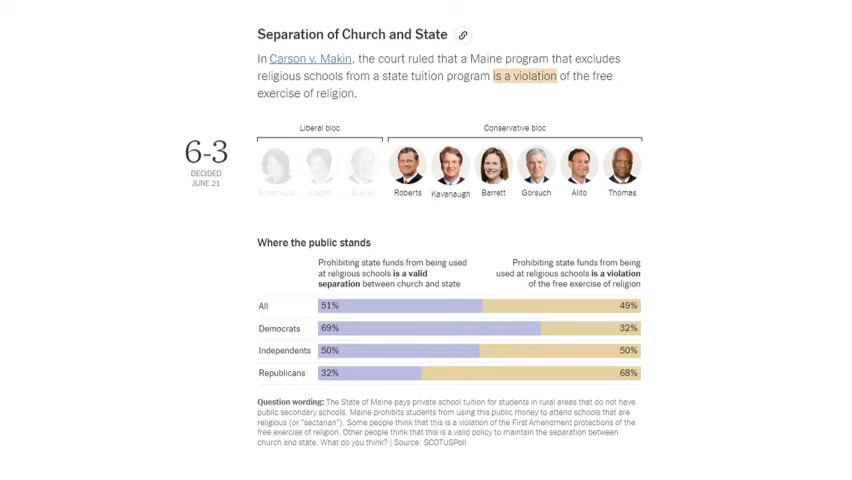 Separation of Church and State
In Carson v. Makin, the court ruled that a Maine program that excludes
religious schools from a state tuition program is a violation of the free
exercise of religion.
Liberal bloc
Conservative bloc
6-3
DECIDED
JUNE 21
Sotomayor Kagan Breyer Roberts Kavanaugh Barrett Gorsuch Alito Thomas
Where the public stands
Prohibiting state funds from being used
at religious schools is a valid
separation between church and state
Prohibiting state funds from being
used at religious schools is a violation
of the free exercise of religion
All 51% 49%
Democrats 69% 32%
Independents 50% 50%
Republicans 32% 68%
Question wording: The State of Maine pays private school tuition for students in rural areas that do not have
public secondary schools. Maine prohibits students from using this public money to attend schools that are
religious (or "sectarian"). Some people think that this is a violation of the First Amendment protections of the
free exercise of religion. Other people think that this is a valid policy to maintain the separation between
church and state. What do you think? | Source: SCOTUSPoll